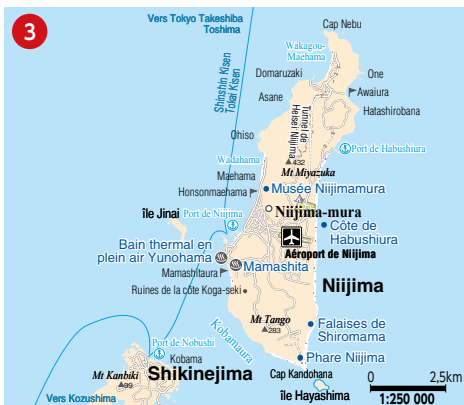 3
Vers Tokyo Takeshiba
Toshima
Cap Nebu
Wakagou-
Maehama
Shinshin Kisen
Tokai Kisen
Domaruzaki
One
Asane
Awaiura
Hatashirobana
Tunnel de
Heisei Niijima
Ohiso
Port de Habushiura
Wadahama
432
Mt Miyazuka
Maehama
Honsonmaehama
Musée Niijimamura
île Jinai
Port de Niijima
Niijima-mura
Côte de
Habushiura
Bain thermal en
plein air Yunohama
Aéroport de Niijima
Mamashita
Mamashitaura
Niijima
Ruines de la côte Koga-seki
Kobamaura
Mt Tango
283
Falaises de
Shiromama
Port de Nobushi
Kobama
Phare Niijima
Mt Kanbiki
99
Shikinejima
Cap Kandohana
île Hayashima
Vers Kozushima
0
2,5km
1:250 000